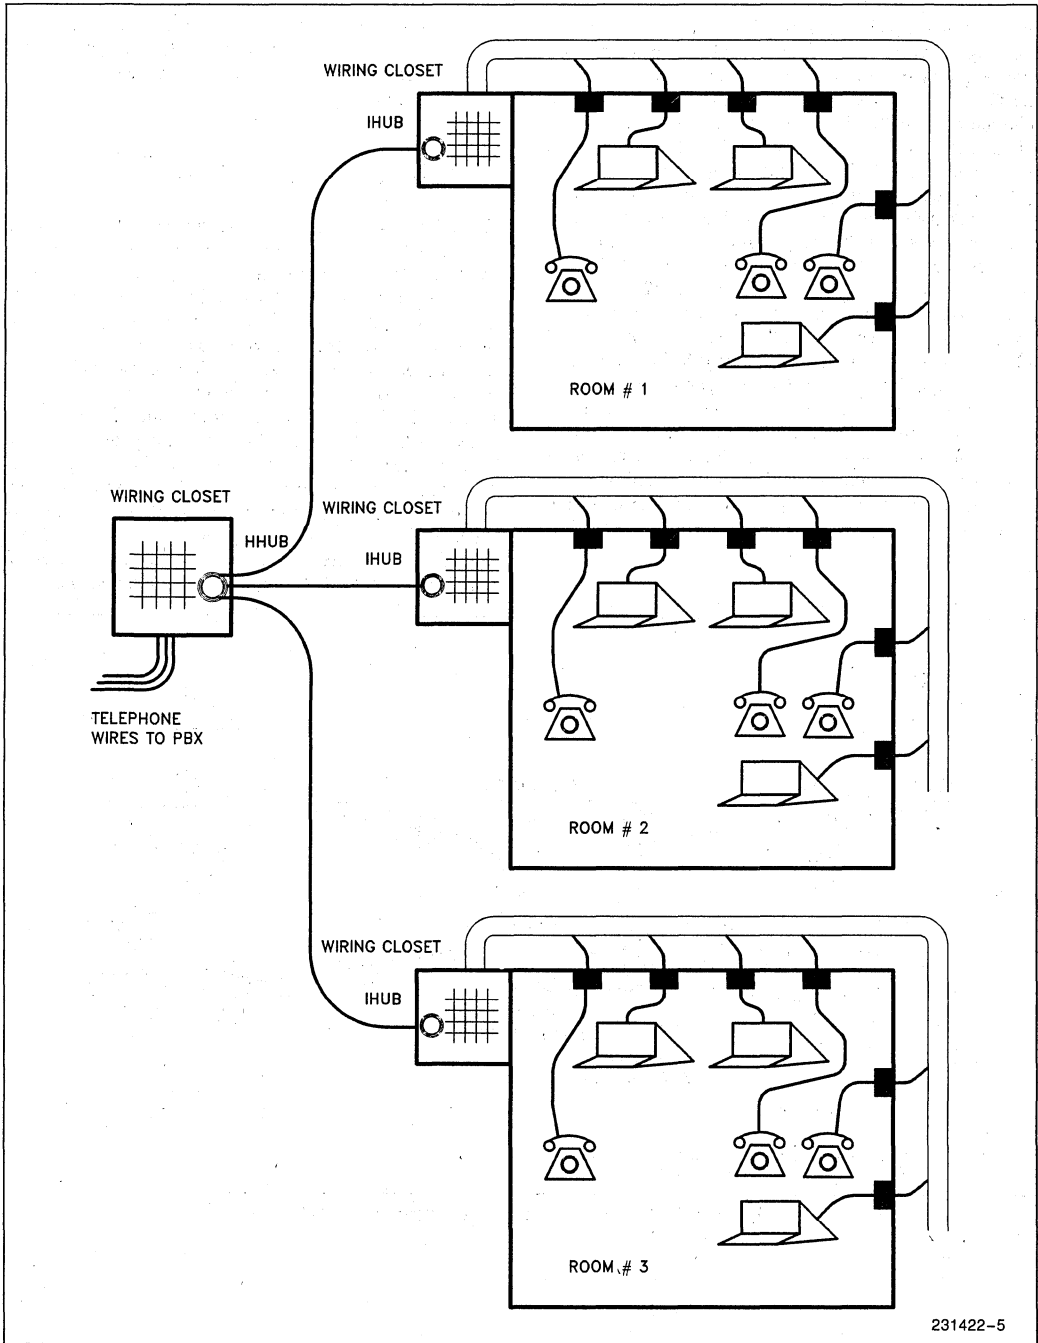 WIRING CLOSET
IHUB
ROOM # 1
WIRING CLOSET
HHUB
TELEPHONE
WIRES TO PBX
WIRING CLOSET
IHUB
ROOM # 2
WIRING CLOSET
IHUB
ROOM # 3
231422-5